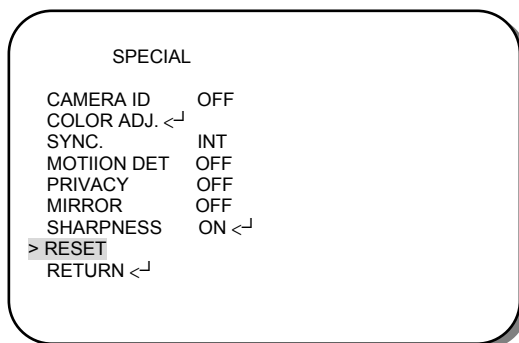 SPECIAL
CAMERA ID OFF
COLOR ADJ. <┘
SYNC. INT
MOTIION DET OFF
PRIVACY OFF
MIRROR OFF
SHARPNESS ON <┘
> RESET
RETURN <┘